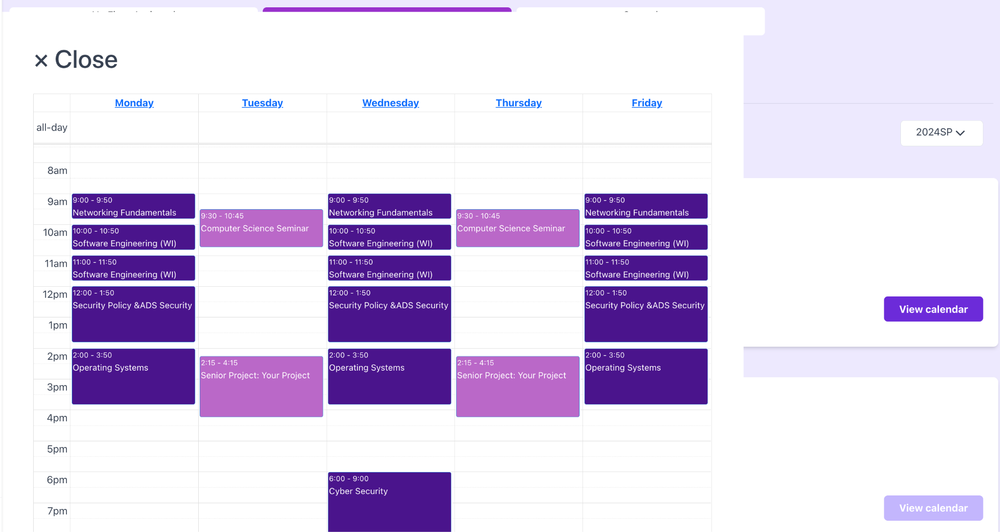 × Close
Monday Tuesday Wednesday Thursday Friday
all-day
8am
9am
10am
11am
12pm
1pm
2pm
3pm
4pm
5pm
6pm
7pm
9:00 - 9:50
Networking Fundamentals
10:00 - 10:50
Software Engineering (WI)
11:00 - 11:50
Software Engineering (WI)
12:00 - 1:50
Security Policy &ADS Security
2:00 - 3:50
Operating Systems
9:30 - 10:45
Computer Science Seminar
2:15 - 4:15
Senior Project: Your Project
9:00 - 9:50
Networking Fundamentals
10:00 - 10:50
Software Engineering (WI)
11:00 - 11:50
Software Engineering (WI)
12:00 - 1:50
Security Policy &ADS Security
2:00 - 3:50
Operating Systems
6:00 - 9:00
Cyber Security
9:30 - 10:45
Computer Science Seminar
2:15 - 4:15
Senior Project: Your Project
9:00 - 9:50
Networking Fundamentals
10:00 - 10:50
Software Engineering (WI)
11:00 - 11:50
Software Engineering (WI)
12:00 - 1:50
Security Policy &ADS Security
2:00 - 3:50
Operating Systems
2024SP
View calendar
View calendar